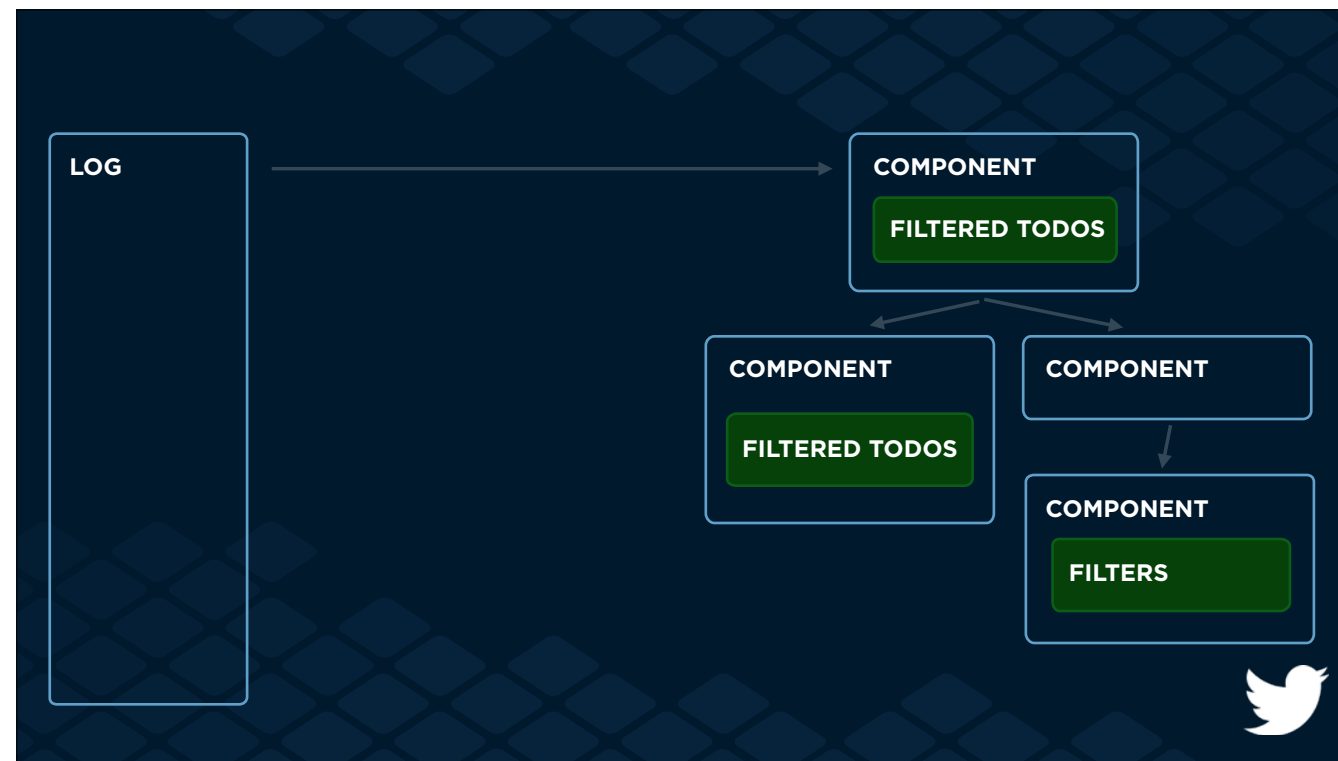 LOG
COMPONENT
FILTERED TODOS
COMPONENT
FILTERED TODOS
COMPONENT
COMPONENT
FILTERS